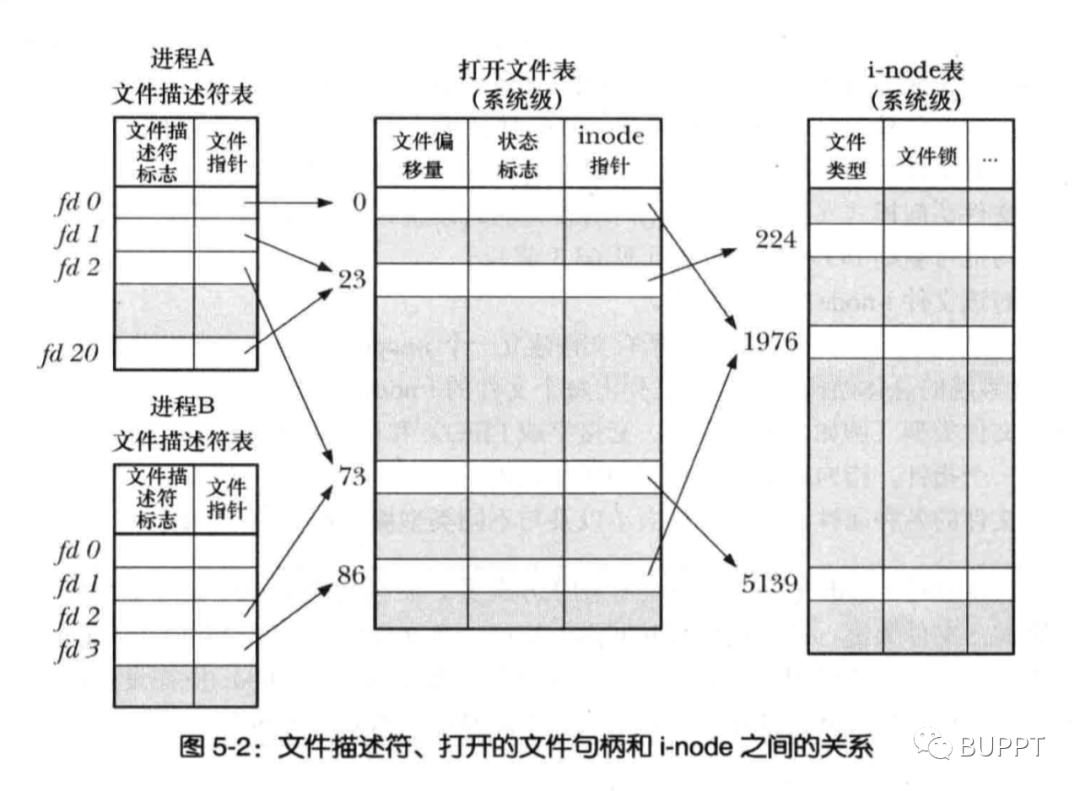 进程A
文件描述符表
文件描
述符
标志
文件
指针
fd 0
fd 1
fd 2
fd 20
进程B
文件描述符表
文件描
述符
标志
文件
指针
fd 0
fd 1
fd 2
fd 3
打开文件表
（系统级）
文件偏
移量
状态
标志
inode
指针
0
23
73
86
i-node表
（系统级）
文件
类型
文件锁
...
224
1976
5139
图 5-2：文件描述符、打开的文件句柄和 i-node 之间的关系
BUPPT